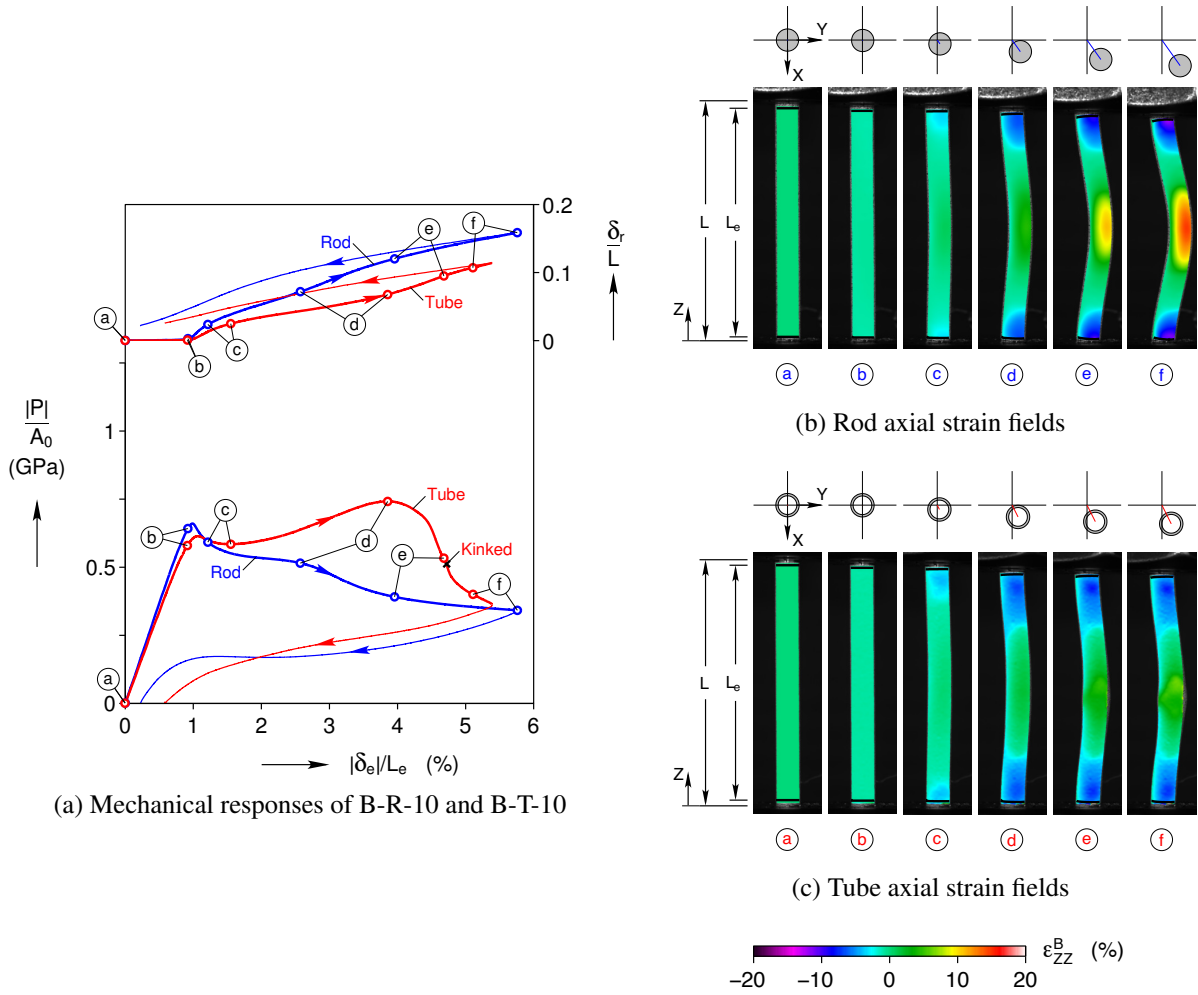 0.2
0.1
0
δr
L
Rod
Tube
a
b
c
d
e
f
|P|
A0
(GPa)
1
0.5
0
Tube
Rod
Kinked
a
b
c
d
e
f
0 1 2 3 4 5 6
|δe|/Le (%)
(a) Mechanical responses of B-R-10 and B-T-10
Y
X
L
Le
Z
a b c d e f
(b) Rod axial strain fields
Y
X
L
Le
Z
a b c d e f
(c) Tube axial strain fields
εZZB (%)
−20 −10 0 10 20